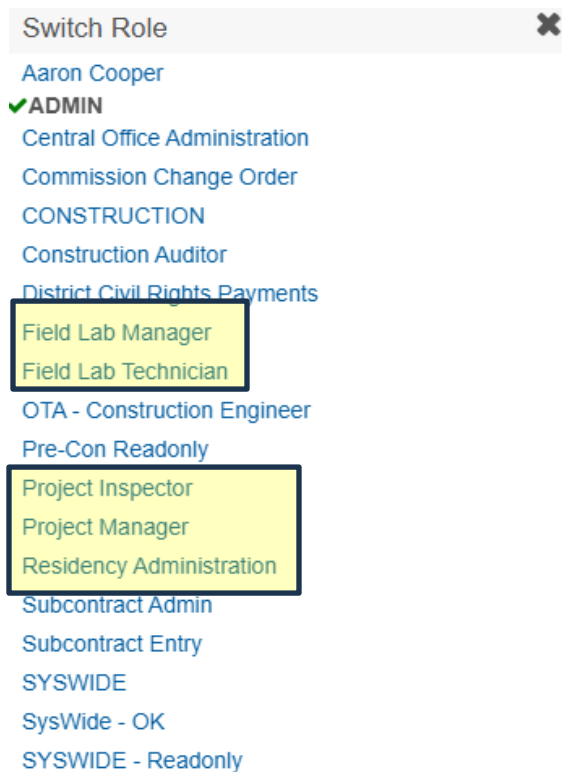 Switch Role
Aaron Cooper
ADMIN
Central Office Administration
Commission Change Order
CONSTRUCTION
Construction Auditor
District Civil Rights Payments
Field Lab Manager
Field Lab Technician
OTA - Construction Engineer
Pre-Con Readonly
Project Inspector
Project Manager
Residency Administration
Subcontract Admin
Subcontract Entry
SYSWIDE
SysWide - OK
SYSWIDE - Readonly